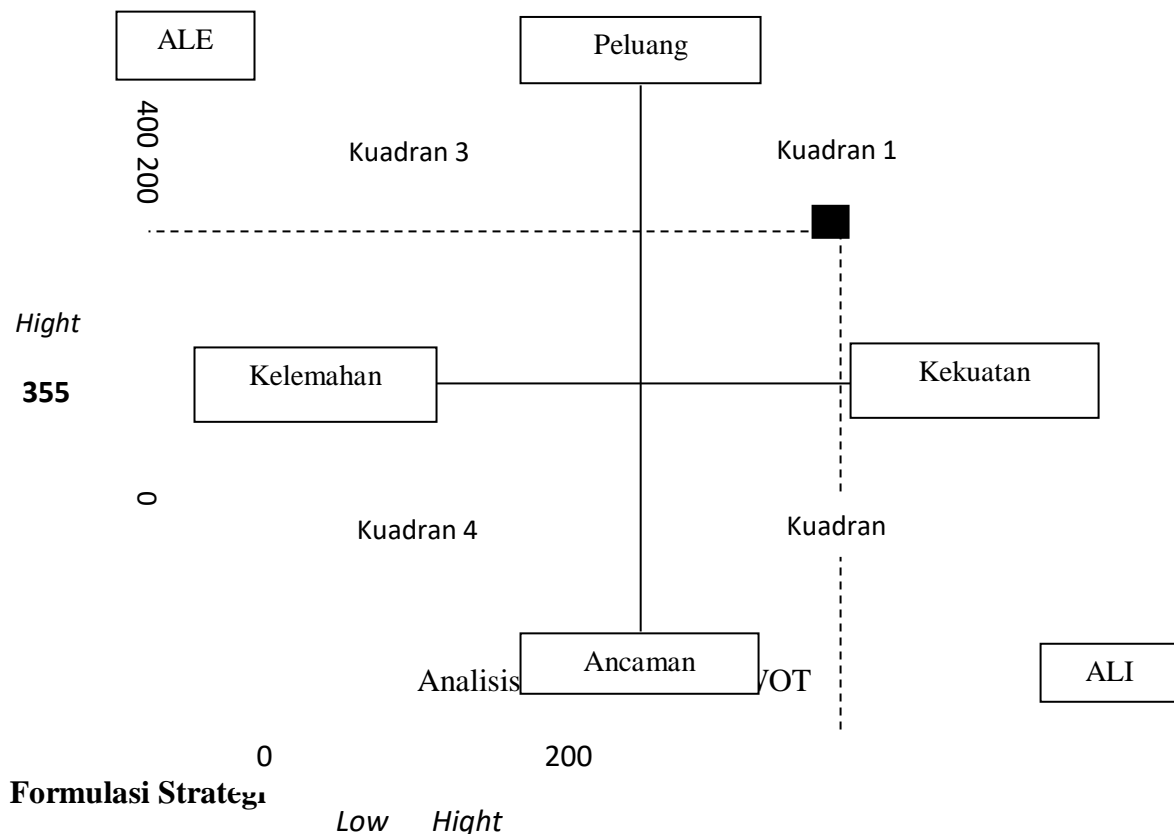 ALE
Peluang
400 200
Kuadran 3
Kuadran 1
Hight
355
Kelemahan
Kekuatan
0
Kuadran 4
Kuadran
Ancaman
Analisis
ALI
0
200
Formulasi Strategi
Low Hight